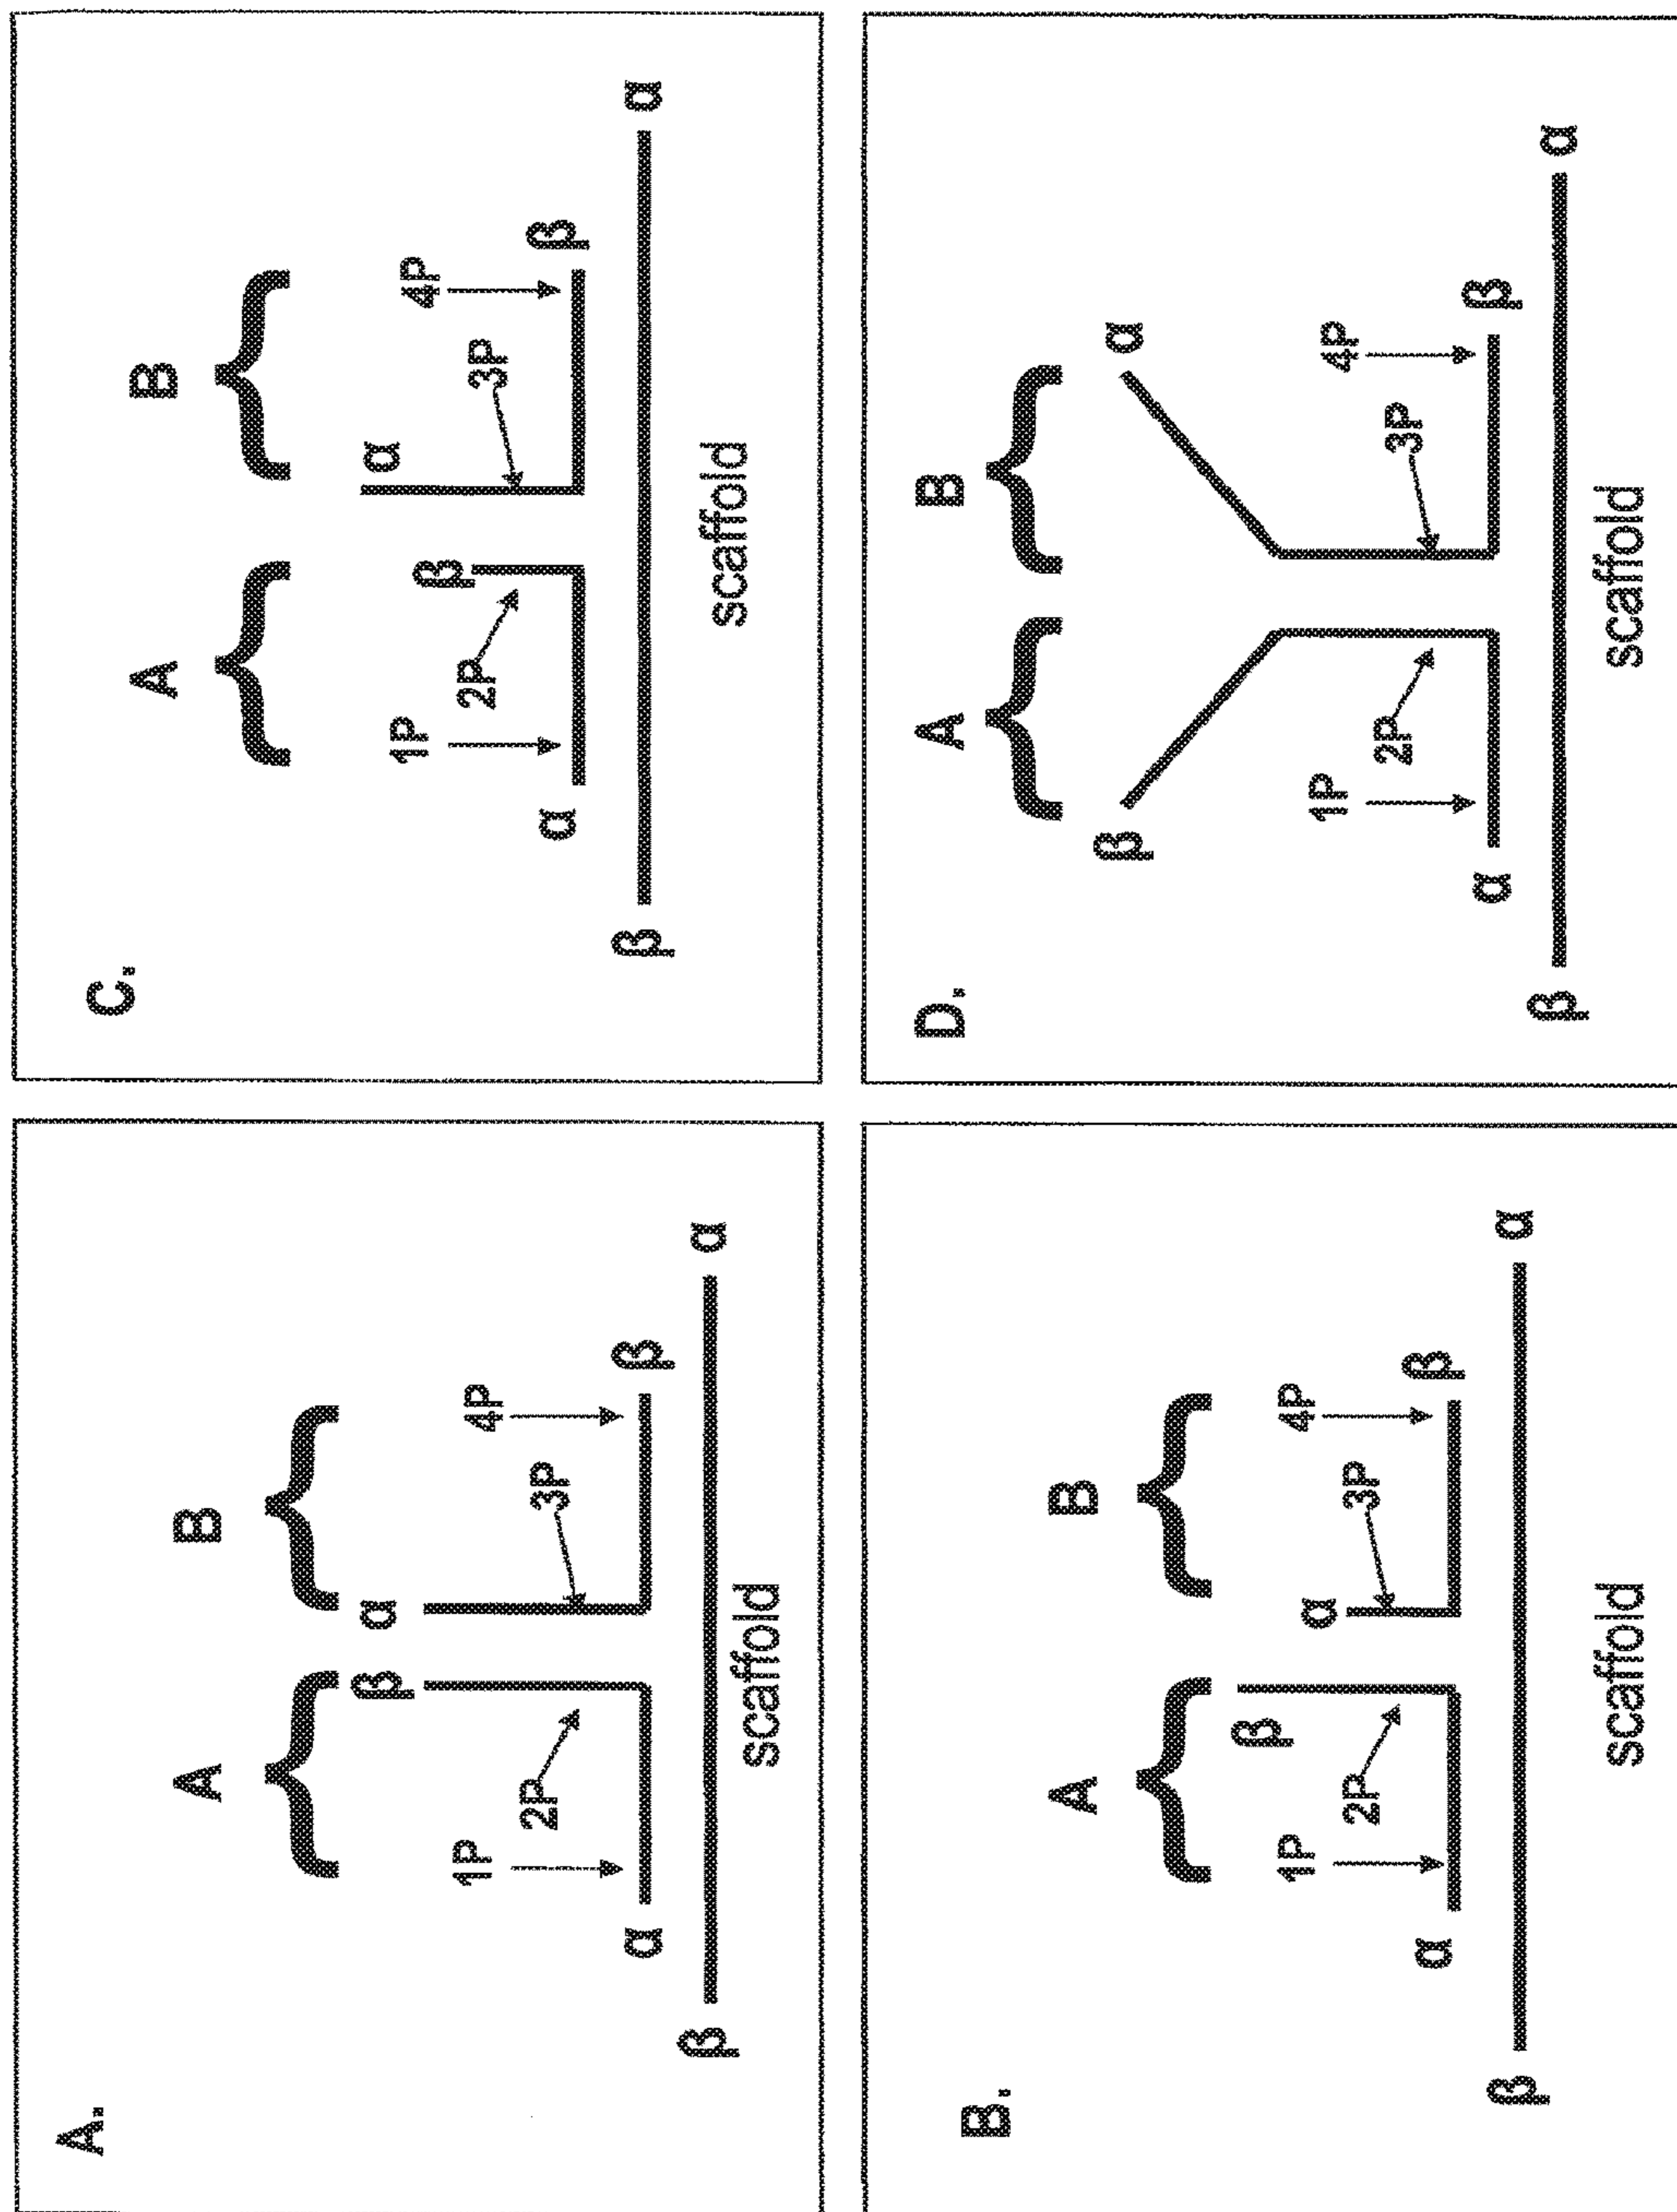 A.
A B
β α
1P 4P
2P 3P
α β
β α
scaffold
B.
A B
β
α
1P 4P
2P 3P
α β
β α
scaffold
C.
A B
α
β
1P 4P
2P 3P
α β
β α
scaffold
D.
A B
β α
1P 4P
2P 3P
α β
β α
scaffold